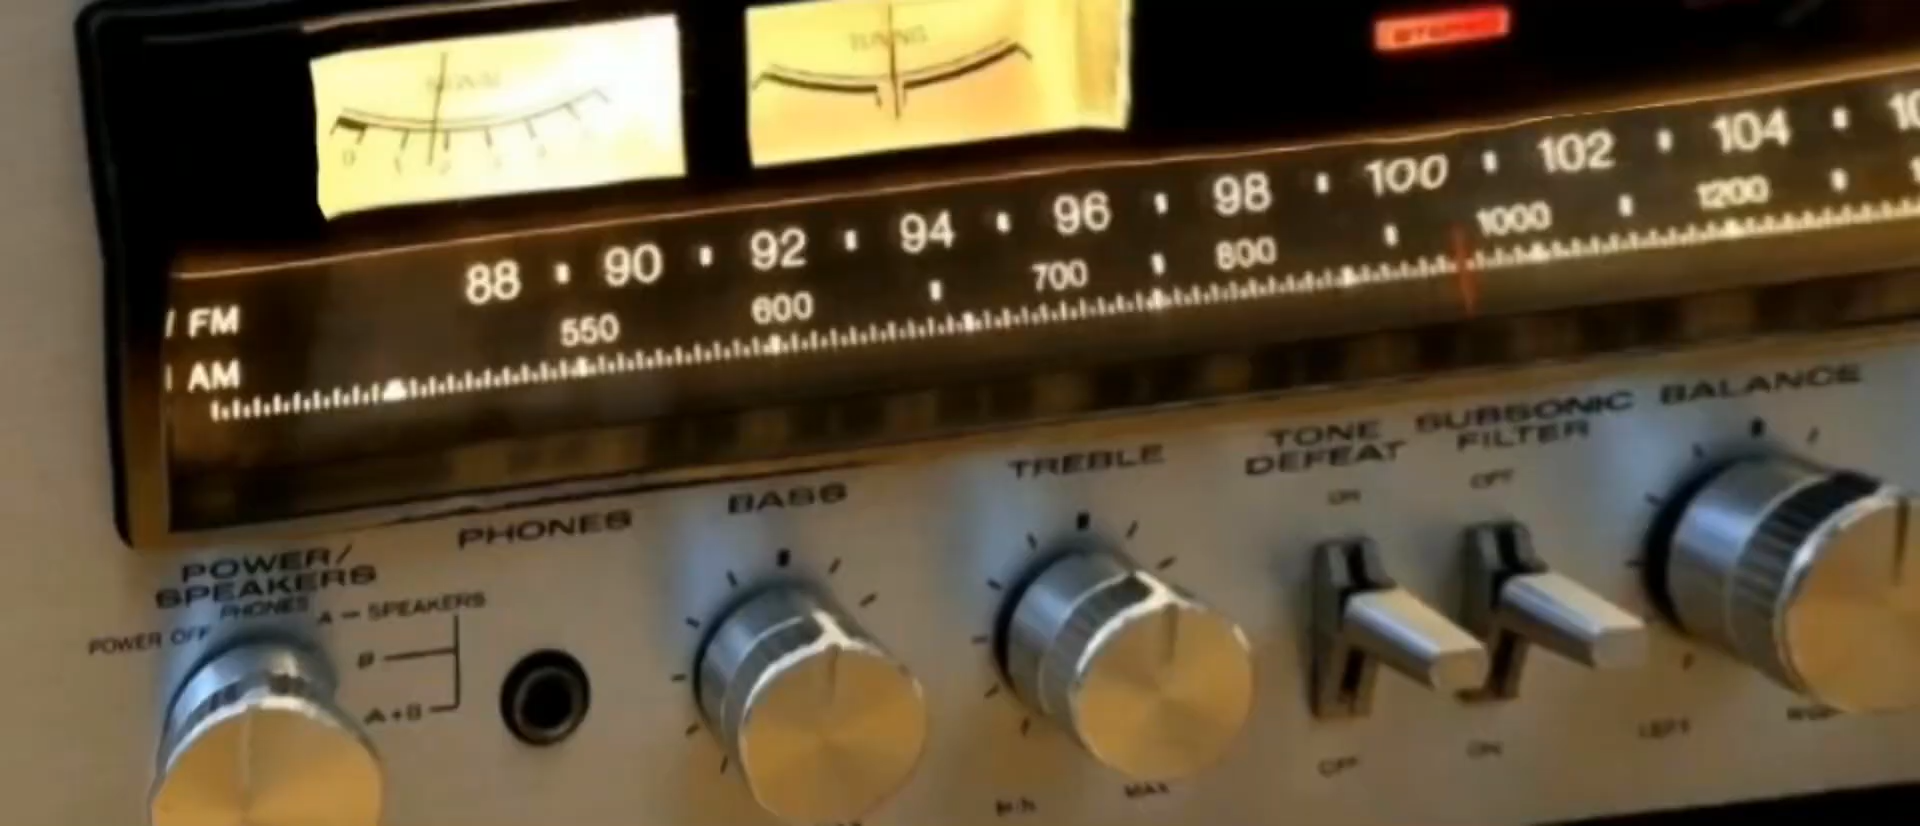 SIGNAL
TUNING
STEREO
88 90 92 94 96 98 100 102 104
FM
550 600 700 800 1000 1200
AM
POWER/
SPEAKERS
PHONES
POWER OFF
A — SPEAKERS
B
A+B
PHONES
BASS
TREBLE
MAX
TONE
DEFEAT
ON
OFF
SUBSONIC
FILTER
OFF
ON
BALANCE
LEFT